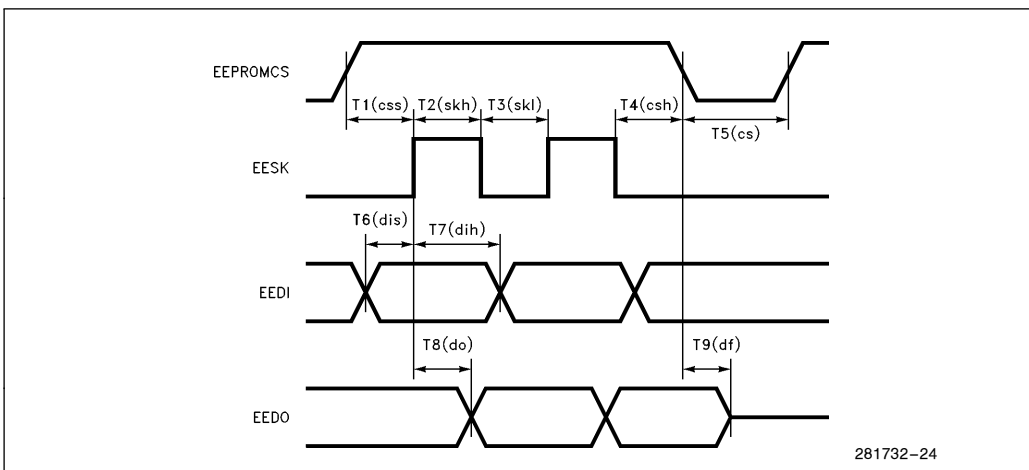 EEPROMCS
T1(css) T2(skh) T3(skl) T4(csh)
T5(cs)
EESK
T6(dis) T7(dih)
EEDI
T8(do) T9(df)
EEDO
281732–24